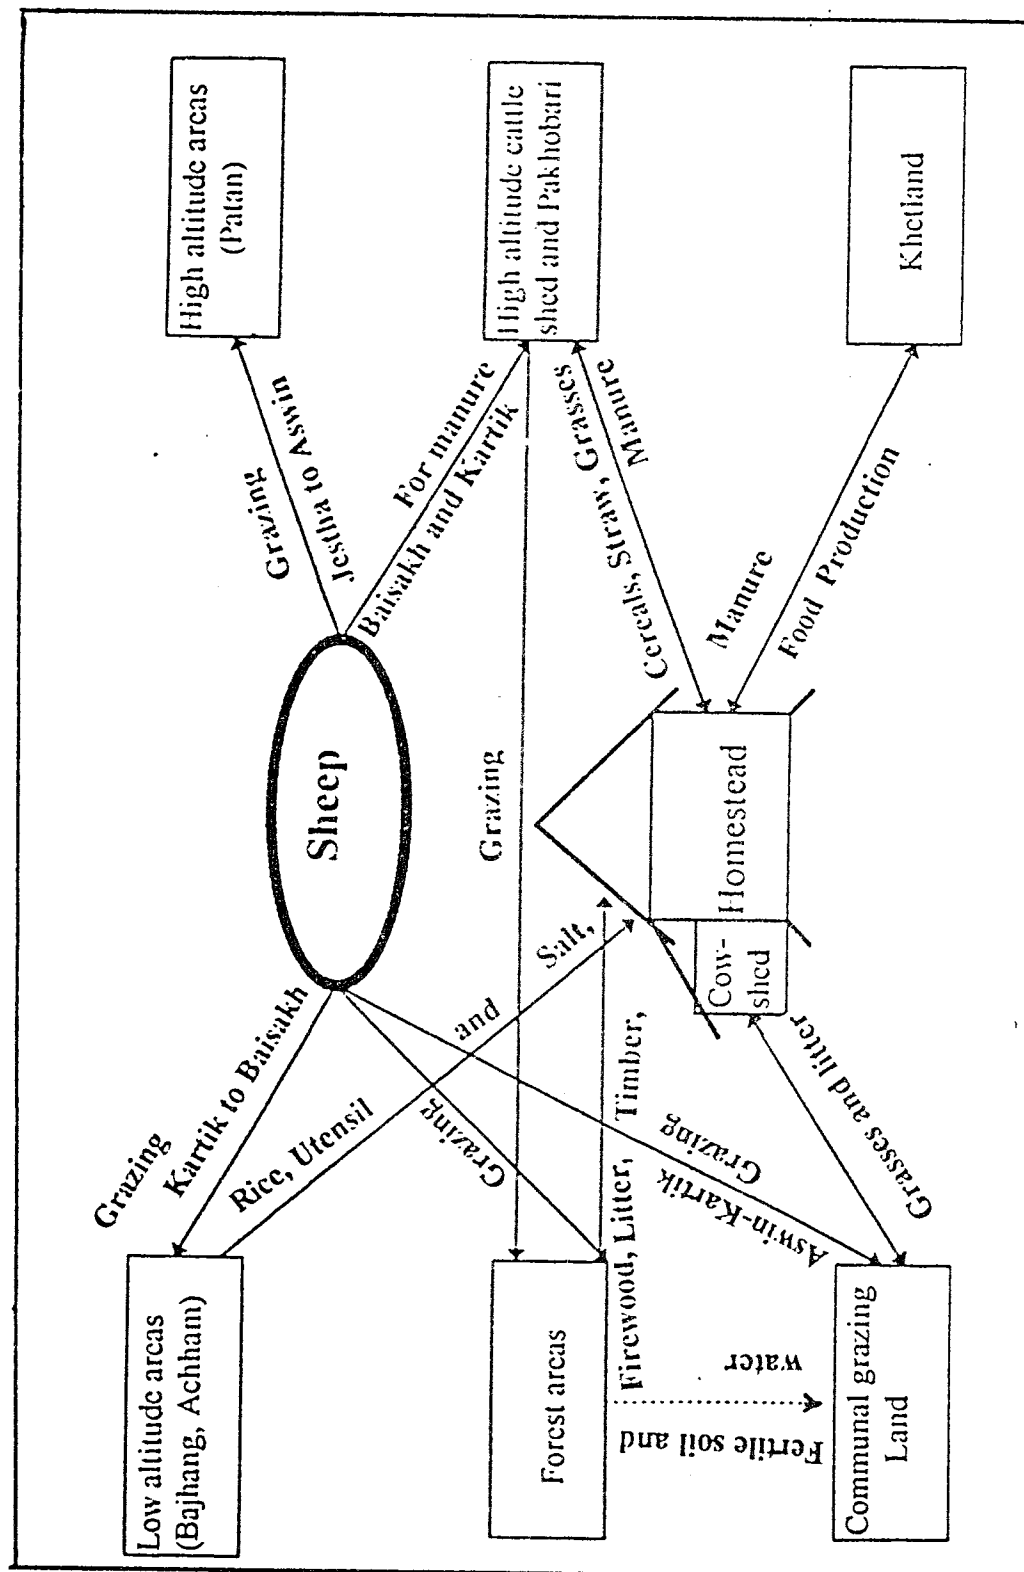 Low altitude areas
(Bajhang, Achham)
High altitude areas
(Patan)
Grazing
Kartik to Baisakh
Grazing
Jestha to Aswin
Sheep
Rice, Utensil and Salt,
For manure
Baisakh and Kartik
Grazing
Grazing
Forest areas
High altitude cattle
shed and Pakhobari
Firewood, Litter, Timber,
Grazing
Aswin-Kartik
Cereals, Straw, Grasses
Manure
Fertile soil and
water
Cow-
shed
Homestead
Manure
Food Production
Grasses and litter
Communal grazing
Land
Khetland